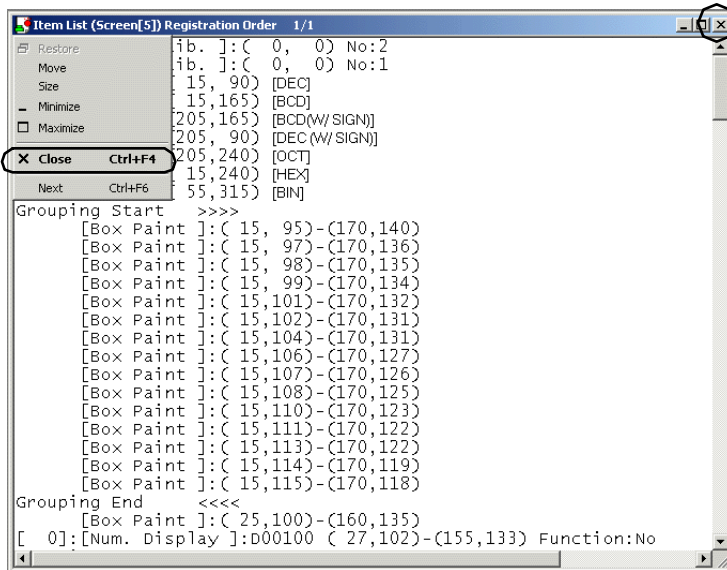 Item List (Screen[5]) Registration Order 1/1
Restore
Move
Size
Minimize
Maximize
Close Ctrl+F4
Next Ctrl+F6
ib. ]:( 0, 0) No:2
ib. ]:( 0, 0) No:1
15, 90) [DEC]
15,165) [BCD]
205,165) [BCD(W/ SIGN)]
205, 90) [DEC (W/ SIGN)]
205,240) [OCT]
15,240) [HEX]
55,315) [BIN]
Grouping Start >>>>
[Box Paint ]:( 15, 95)-(170,140)
[Box Paint ]:( 15, 97)-(170,136)
[Box Paint ]:( 15, 98)-(170,135)
[Box Paint ]:( 15, 99)-(170,134)
[Box Paint ]:( 15,101)-(170,132)
[Box Paint ]:( 15,102)-(170,131)
[Box Paint ]:( 15,104)-(170,131)
[Box Paint ]:( 15,106)-(170,127)
[Box Paint ]:( 15,107)-(170,126)
[Box Paint ]:( 15,108)-(170,125)
[Box Paint ]:( 15,110)-(170,123)
[Box Paint ]:( 15,111)-(170,122)
[Box Paint ]:( 15,113)-(170,122)
[Box Paint ]:( 15,114)-(170,119)
[Box Paint ]:( 15,115)-(170,118)
Grouping End <<<<
[Box Paint ]:( 25,100)-(160,135)
[ 0]:[Num. Display ]:D00100 ( 27,102)-(155,133) Function:No